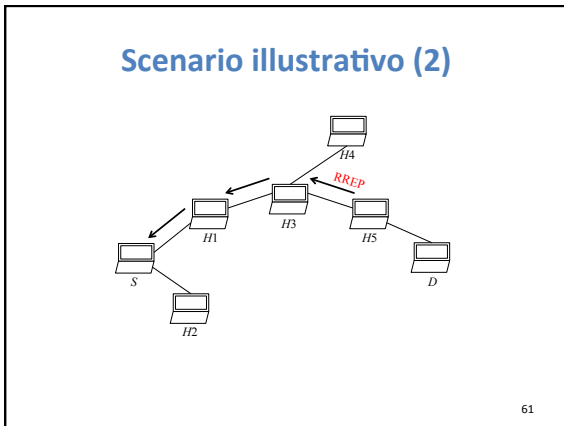 Scenario illustrativo (2)
H4
RREP
H3
H1
H5
S
D
H2
61